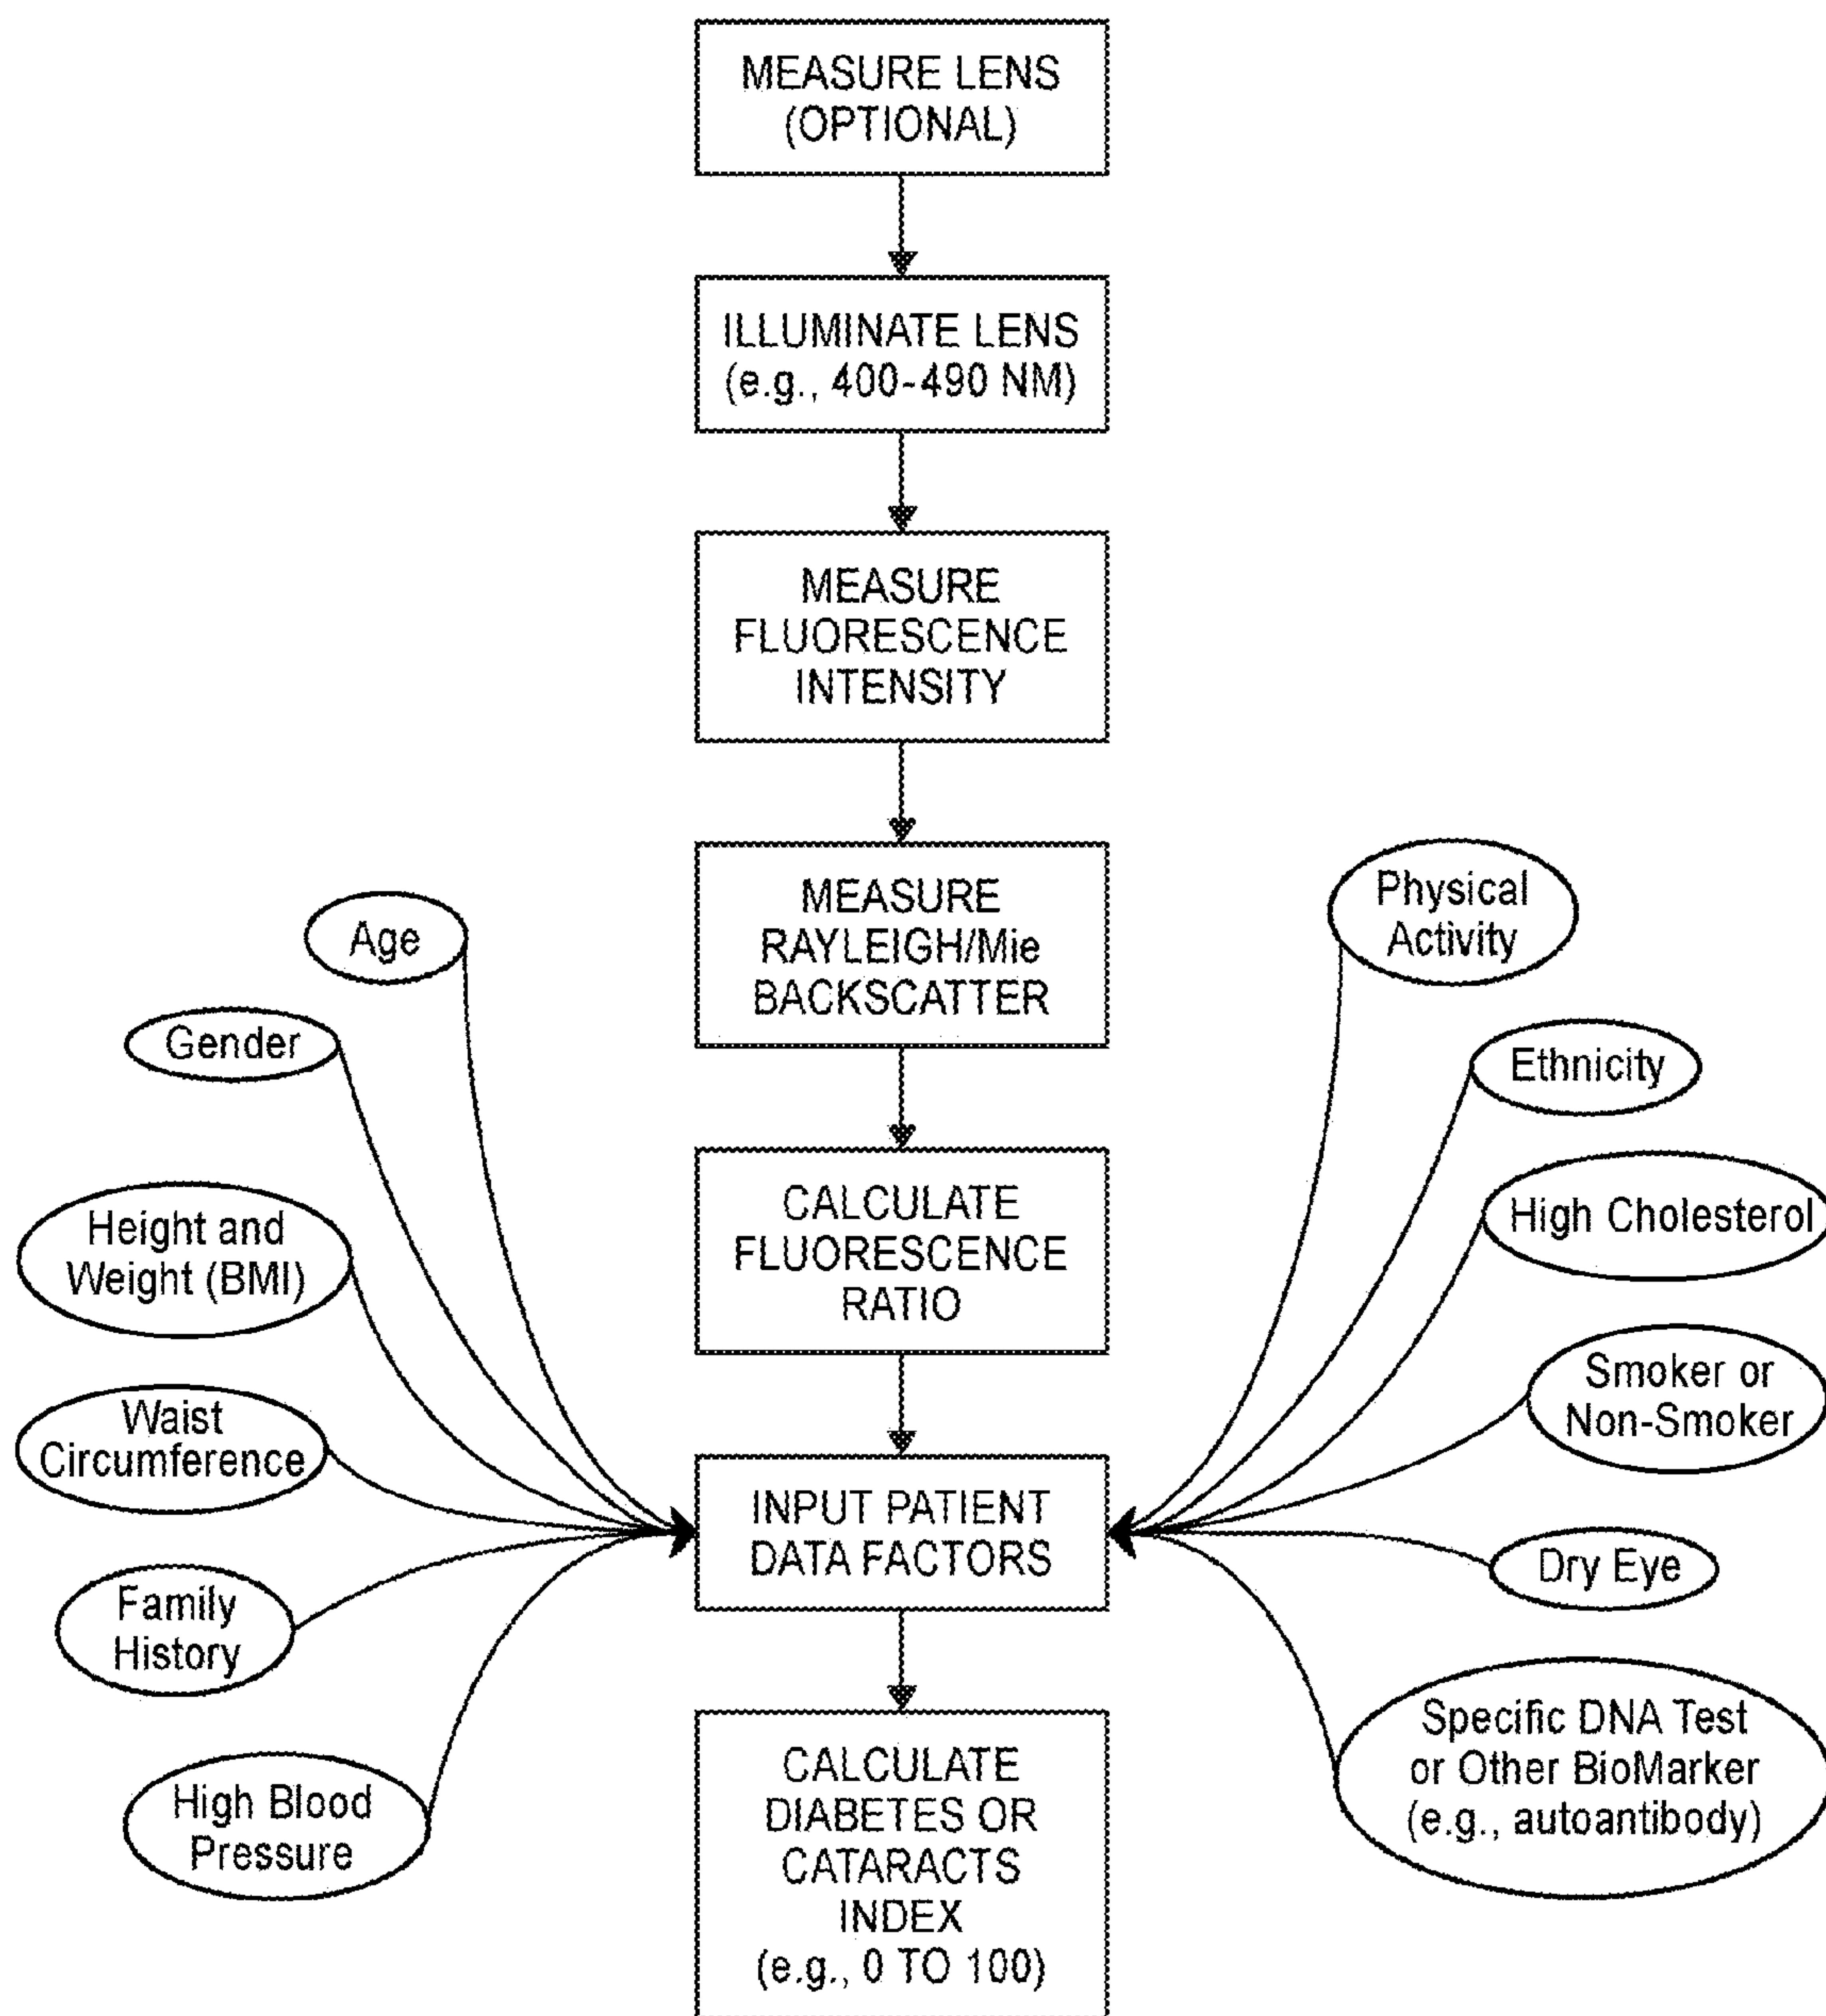 MEASURE LENS
(OPTIONAL)
ILLUMINATE LENS
(e.g., 400-490 NM)
MEASURE
FLUORESCENCE
INTENSITY
MEASURE
RAYLEIGH/Mie
BACKSCATTER
CALCULATE
FLUORESCENCE
RATIO
INPUT PATIENT
DATA FACTORS
CALCULATE
DIABETES OR
CATARACTS
INDEX
(e.g., 0 TO 100)
Age
Gender
Height and
Weight (BMI)
Waist
Circumference
Family
History
High Blood
Pressure
Physical
Activity
Ethnicity
High Cholesterol
Smoker or
Non-Smoker
Dry Eye
Specific DNA Test
or Other BioMarker
(e.g., autoantibody)